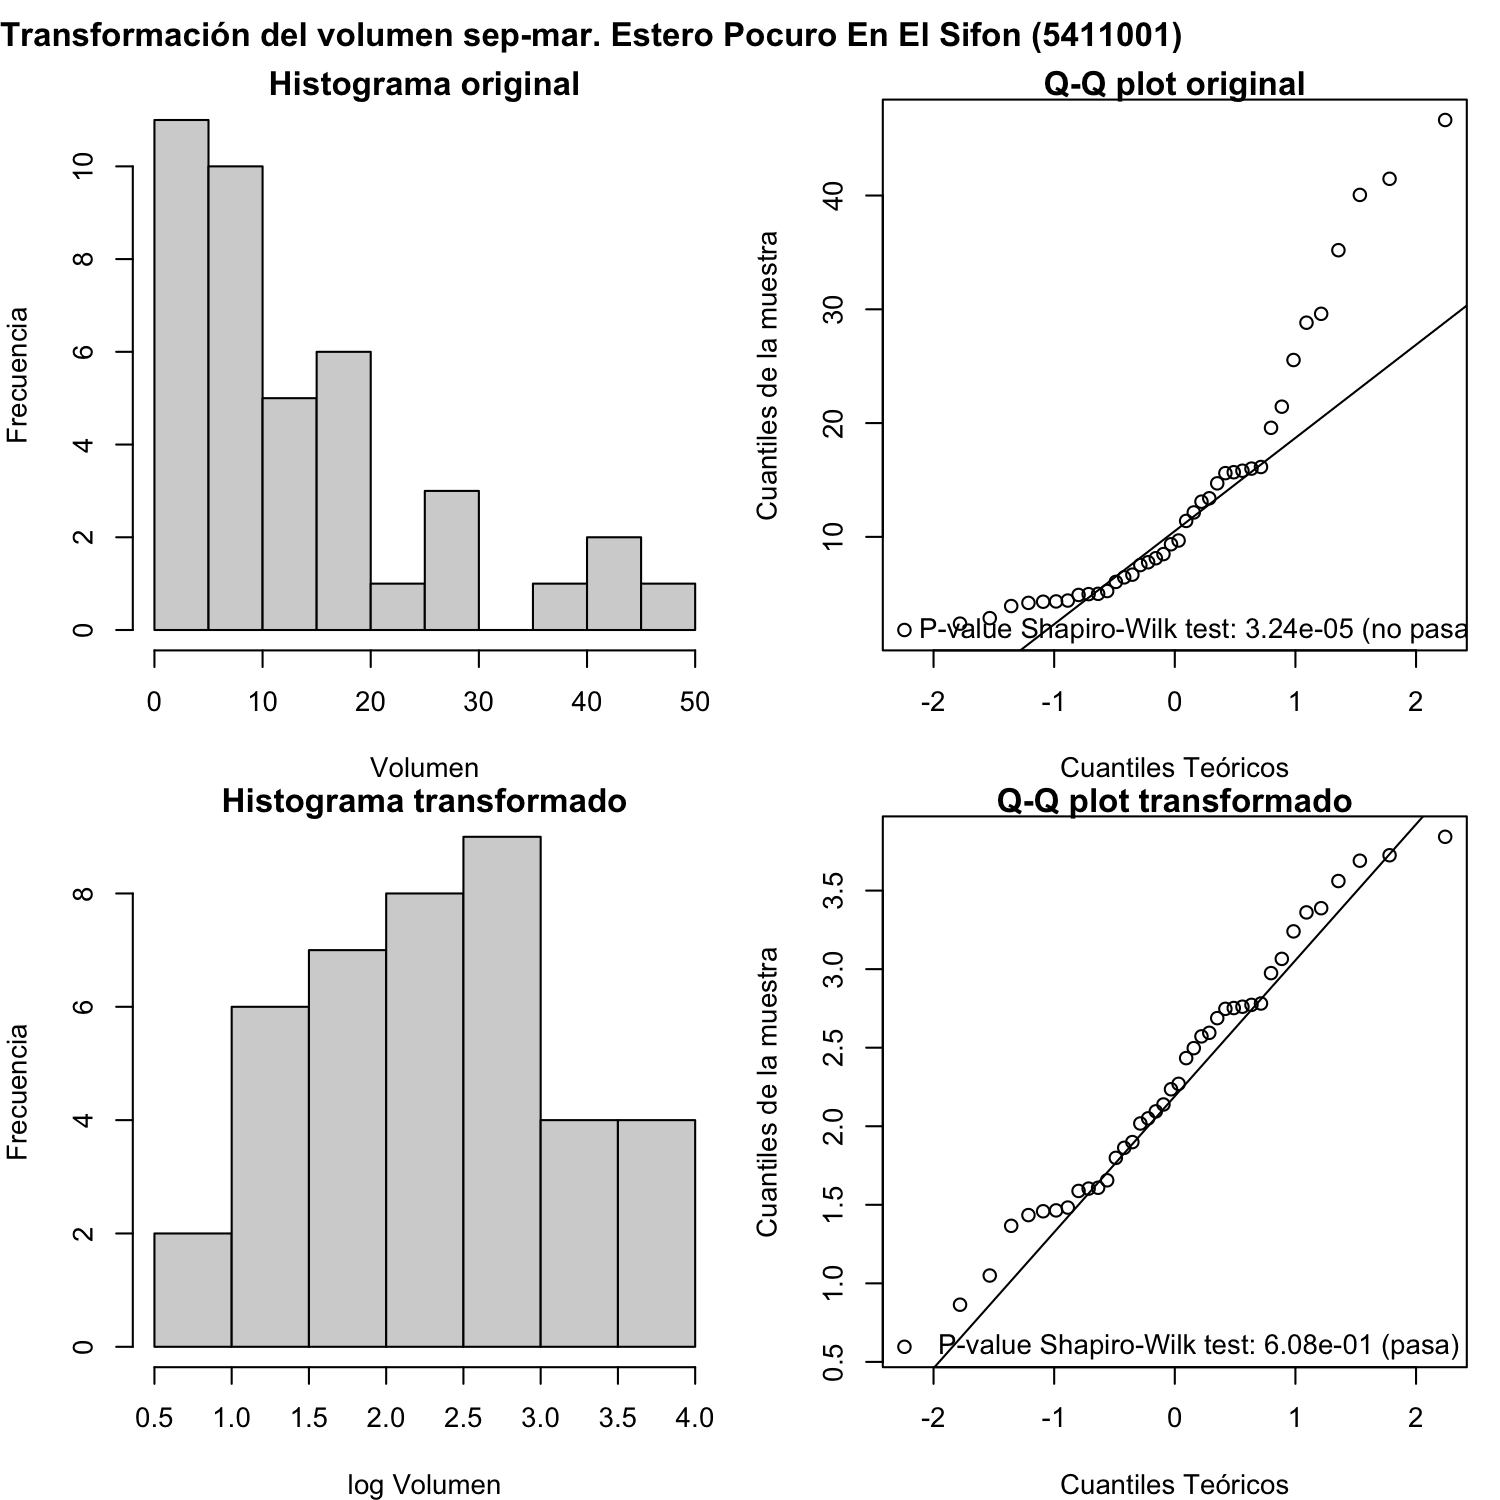 Transformación del volumen sep-mar. Estero Pocuro En El Sifon (5411001)
Histograma original
Frecuencia
0 2 4 6 8 10
0 10 20 30 40 50
Volumen
Q-Q plot original
Cuantiles de la muestra
10 20 30 40
P-value Shapiro-Wilk test: 3.24e-05 (no pasa
-2 -1 0 1 2
Cuantiles Teóricos
Histograma transformado
Frecuencia
0 2 4 6 8
0.5 1.0 1.5 2.0 2.5 3.0 3.5 4.0
log Volumen
Q-Q plot transformado
Cuantiles de la muestra
0.5 1.0 1.5 2.0 2.5 3.0 3.5
P-value Shapiro-Wilk test: 6.08e-01 (pasa)
-2 -1 0 1 2
Cuantiles Teóricos